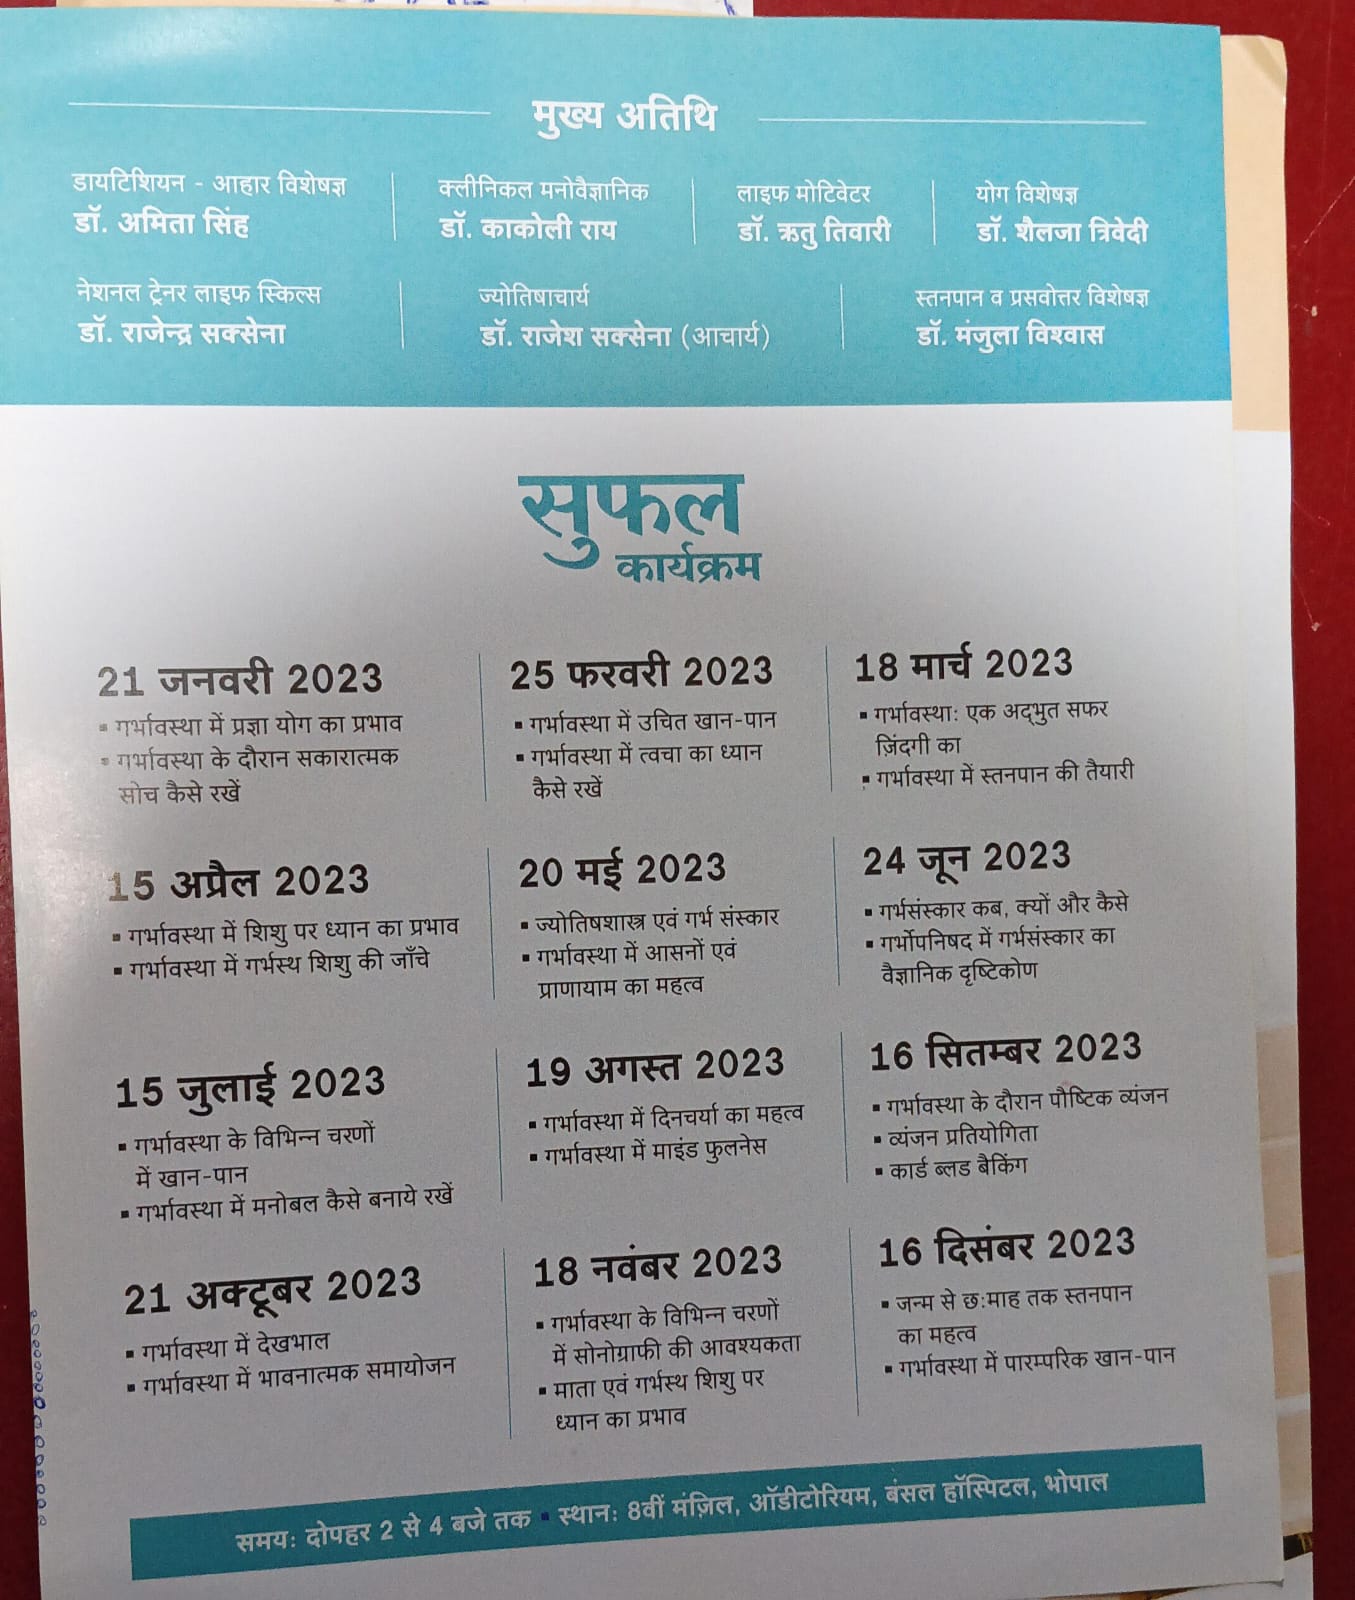 मुख्य अतिथि
डायटिशियन - आहार विशेषज्ञ
डॉ. अमिता सिंह
क्लीनिकल मनोवैज्ञानिक
डॉ. काकोली राय
लाइफ मोटिवेटर
डॉ. ऋतु तिवारी
योग विशेषज्ञ
डॉ. शैलजा त्रिवेदी
नेशनल ट्रेनर लाइफ स्किल्स
डॉ. राजेन्द्र सक्सेना
ज्योतिषाचार्य
डॉ. राजेश सक्सेना (आचार्य)
स्तनपान व प्रसवोत्तर विशेषज्ञ
डॉ. मंजुला विश्वास
सुफल
कार्यक्रम
21 जनवरी 2023
▪ गर्भावस्था में प्रज्ञा योग का प्रभाव
▪ गर्भावस्था के दौरान सकारात्मक
सोच कैसे रखें
25 फरवरी 2023
▪ गर्भावस्था में उचित खान-पान
▪ गर्भावस्था में त्वचा का ध्यान
कैसे रखें
18 मार्च 2023
▪ गर्भावस्था: एक अद्‌भुत सफर
ज़िंदगी का
▪ गर्भावस्था में स्तनपान की तैयारी
15 अप्रैल 2023
▪ गर्भावस्था में शिशु पर ध्यान का प्रभाव
▪ गर्भावस्था में गर्भस्थ शिशु की जाँचे
20 मई 2023
▪ ज्योतिषशास्त्र एवं गर्भ संस्कार
▪ गर्भावस्था में आसनों एवं
प्राणायाम का महत्व
24 जून 2023
▪ गर्भसंस्कार कब, क्यों और कैसे
▪ गर्भोपनिषद में गर्भसंस्कार का
वैज्ञानिक दृष्टिकोण
15 जुलाई 2023
▪ गर्भावस्था के विभिन्न चरणों
में खान-पान
▪ गर्भावस्था में मनोबल कैसे बनाये रखें
19 अगस्त 2023
▪ गर्भावस्था में दिनचर्या का महत्व
▪ गर्भावस्था में माइंड फुलनेस
16 सितम्बर 2023
▪ गर्भावस्था के दौरान पौष्टिक व्यंजन
▪ व्यंजन प्रतियोगिता
▪ कार्ड ब्लड बैकिंग
21 अक्टूबर 2023
▪ गर्भावस्था में देखभाल
▪ गर्भावस्था में भावनात्मक समायोजन
18 नवंबर 2023
▪ गर्भावस्था के विभिन्न चरणों
में सोनोग्राफी की आवश्यकता
▪ माता एवं गर्भस्थ शिशु पर
ध्यान का प्रभाव
16 दिसंबर 2023
▪ जन्म से छ:माह तक स्तनपान
का महत्व
▪ गर्भावस्था में पारम्परिक खान-पान
समय: दोपहर 2 से 4 बजे तक ▪ स्थान: 8वीं मंज़िल, ऑडीटोरियम, बंसल हॉस्पिटल, भोपाल